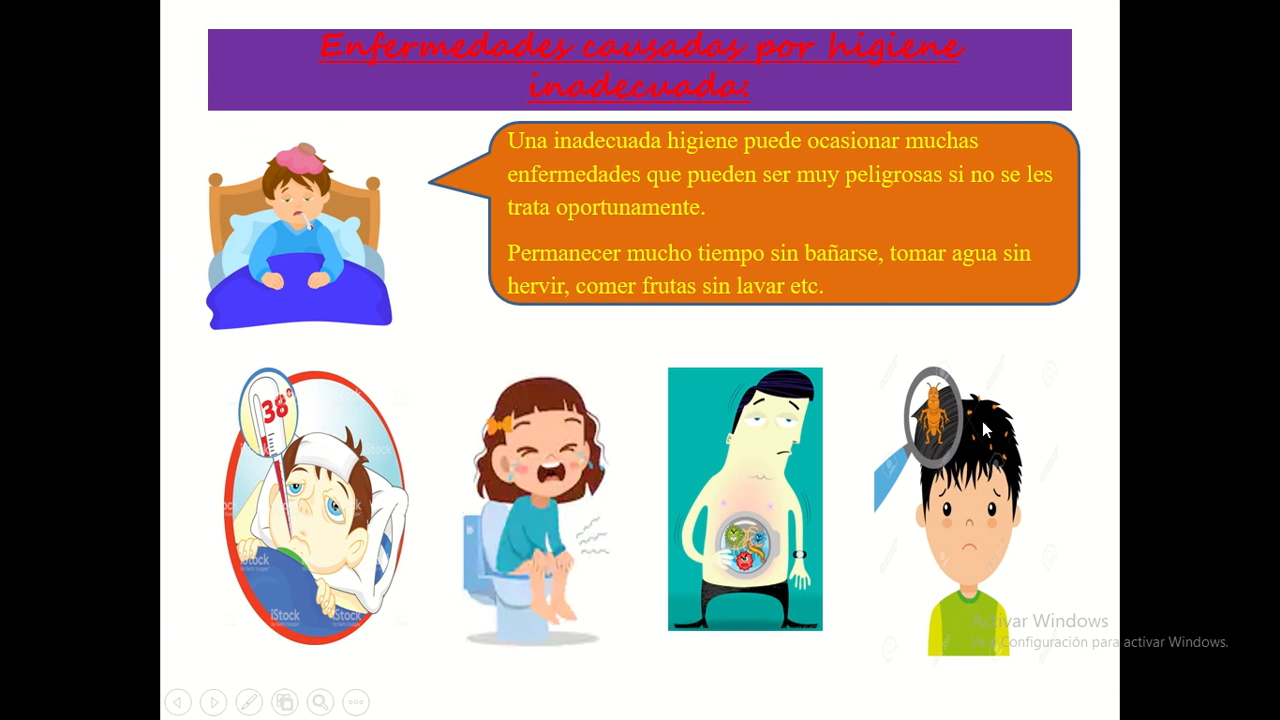 Enfermedades causadas por higiene
inadecuada:
Una inadecuada higiene puede ocasionar muchas
enfermedades que pueden ser muy peligrosas si no se les
trata oportunamente.
Permanecer mucho tiempo sin bañarse, tomar agua sin
hervir, comer frutas sin lavar etc.
38°
iStock
iStock
iStock
Activar Windows
Ve a Configuración para activar Windows.